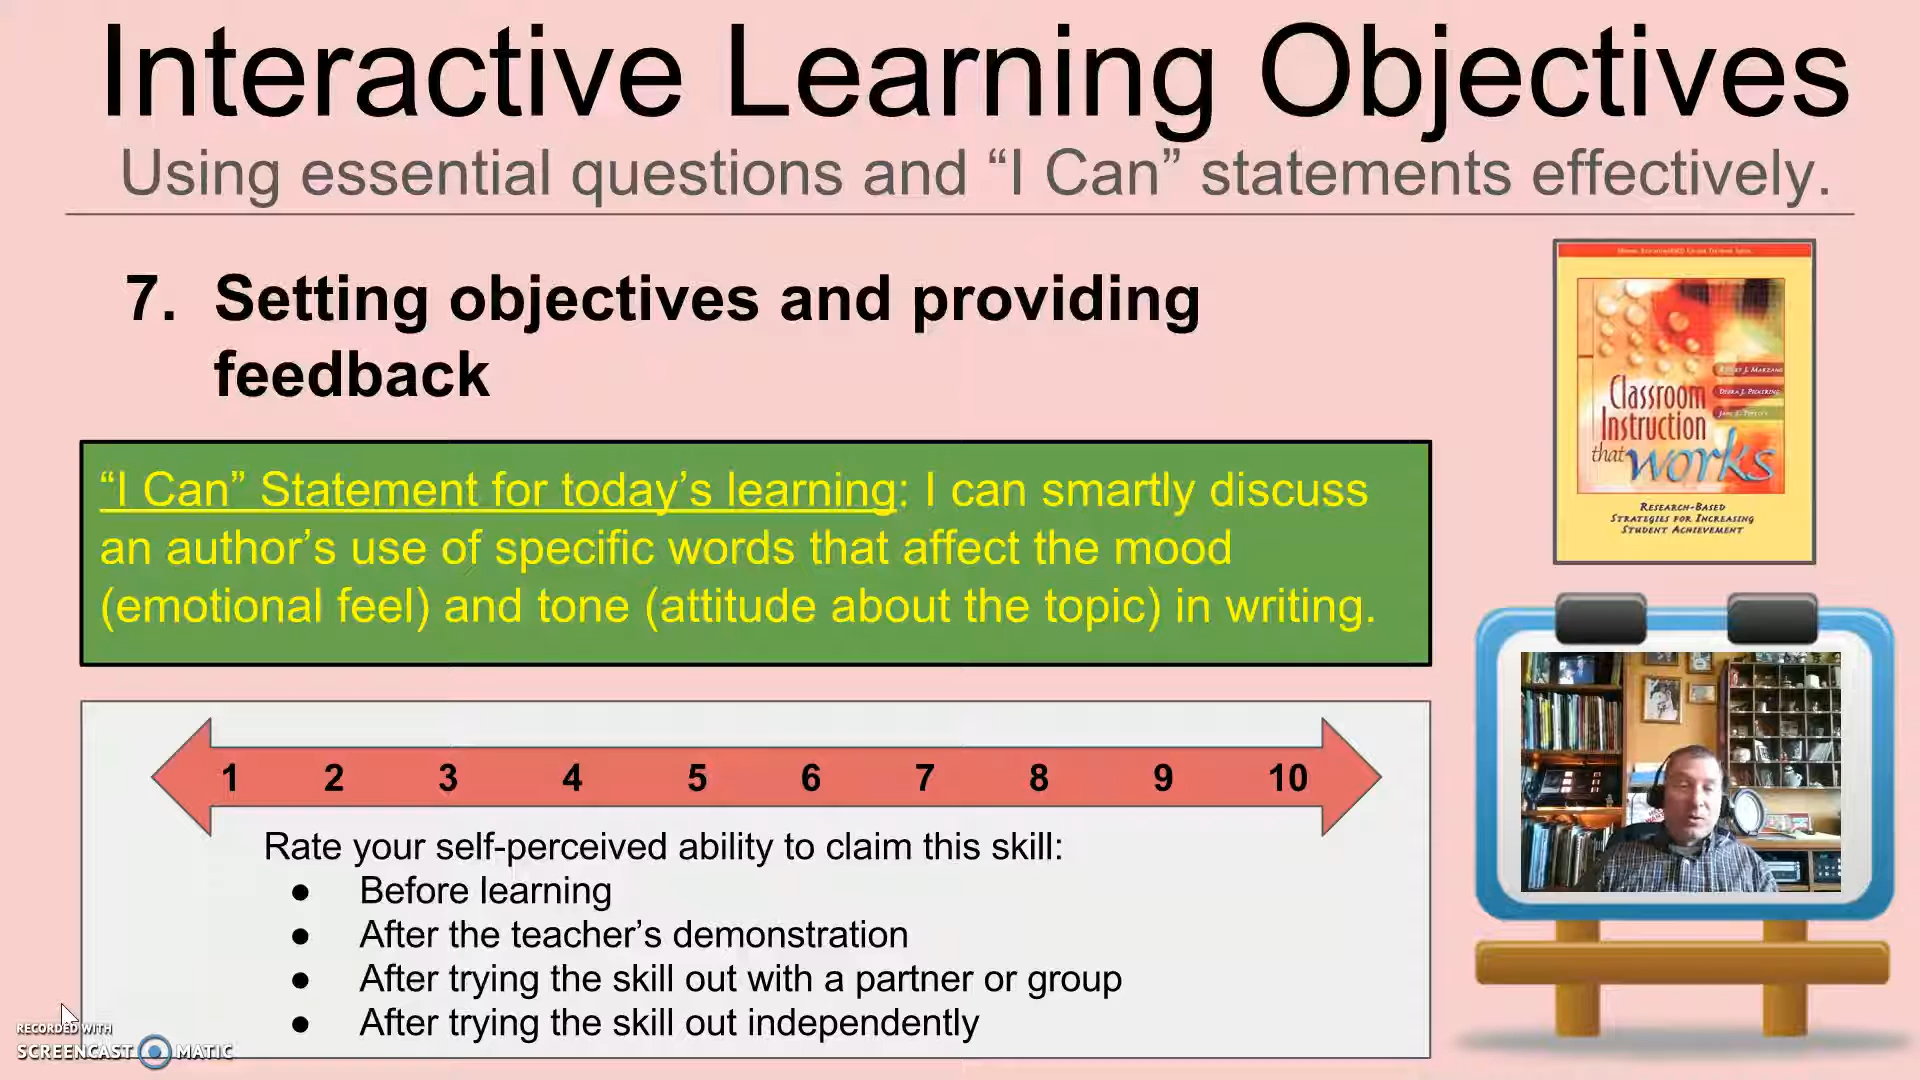 Interactive Learning Objectives
Using essential questions and “I Can” statements effectively.
7. Setting objectives and providing
feedback
“I Can” Statement for today’s learning: I can smartly discuss
an author’s use of specific words that affect the mood
(emotional feel) and tone (attitude about the topic) in writing.
1 2 3 4 5 6 7 8 9 10
Rate your self-perceived ability to claim this skill:
● Before learning
● After the teacher’s demonstration
● After trying the skill out with a partner or group
● After trying the skill out independently
Classroom
Instruction
that works
RESEARCH-BASED
STRATEGIES FOR INCREASING
STUDENT ACHIEVEMENT
RECORDED WITH
SCREENCAST MATIC